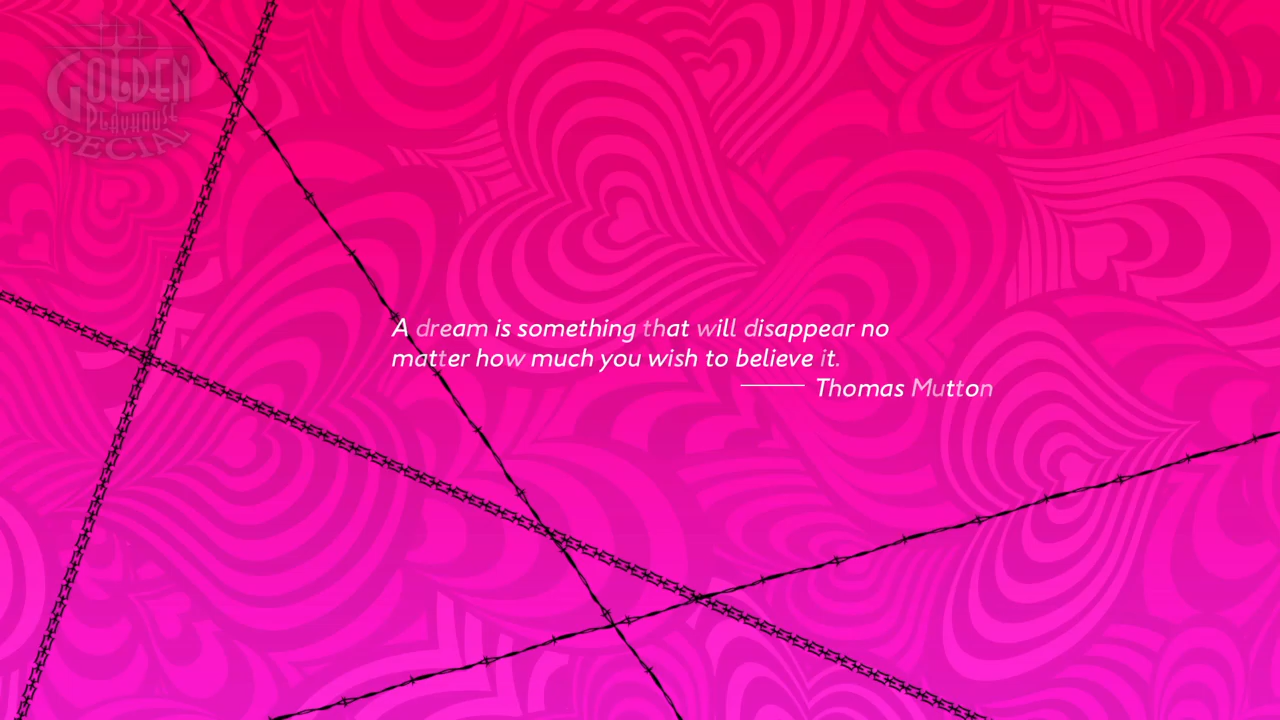 GOLDEN
PLAYHOUSE
SPECIAL
A dream is something that will disappear no
matter how much you wish to believe it.
—— Thomas Mutton